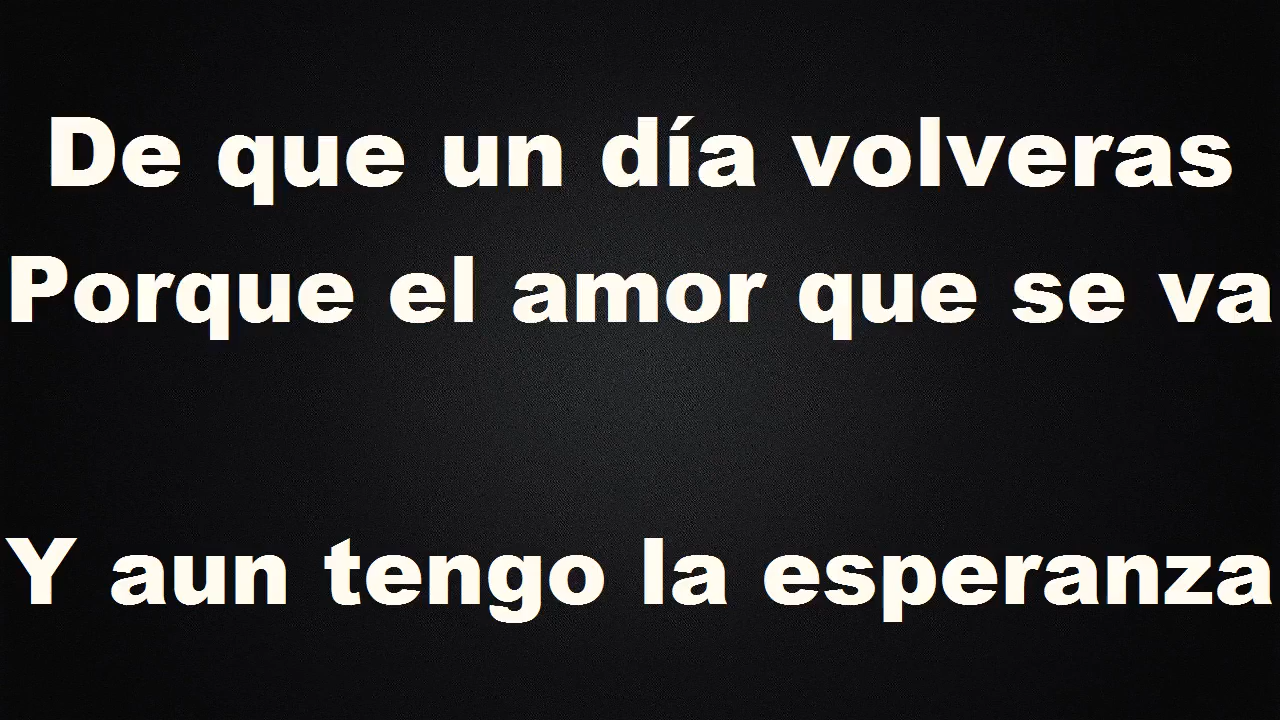 De que un día volveras
Porque el amor que se va
Y aun tengo la esperanza